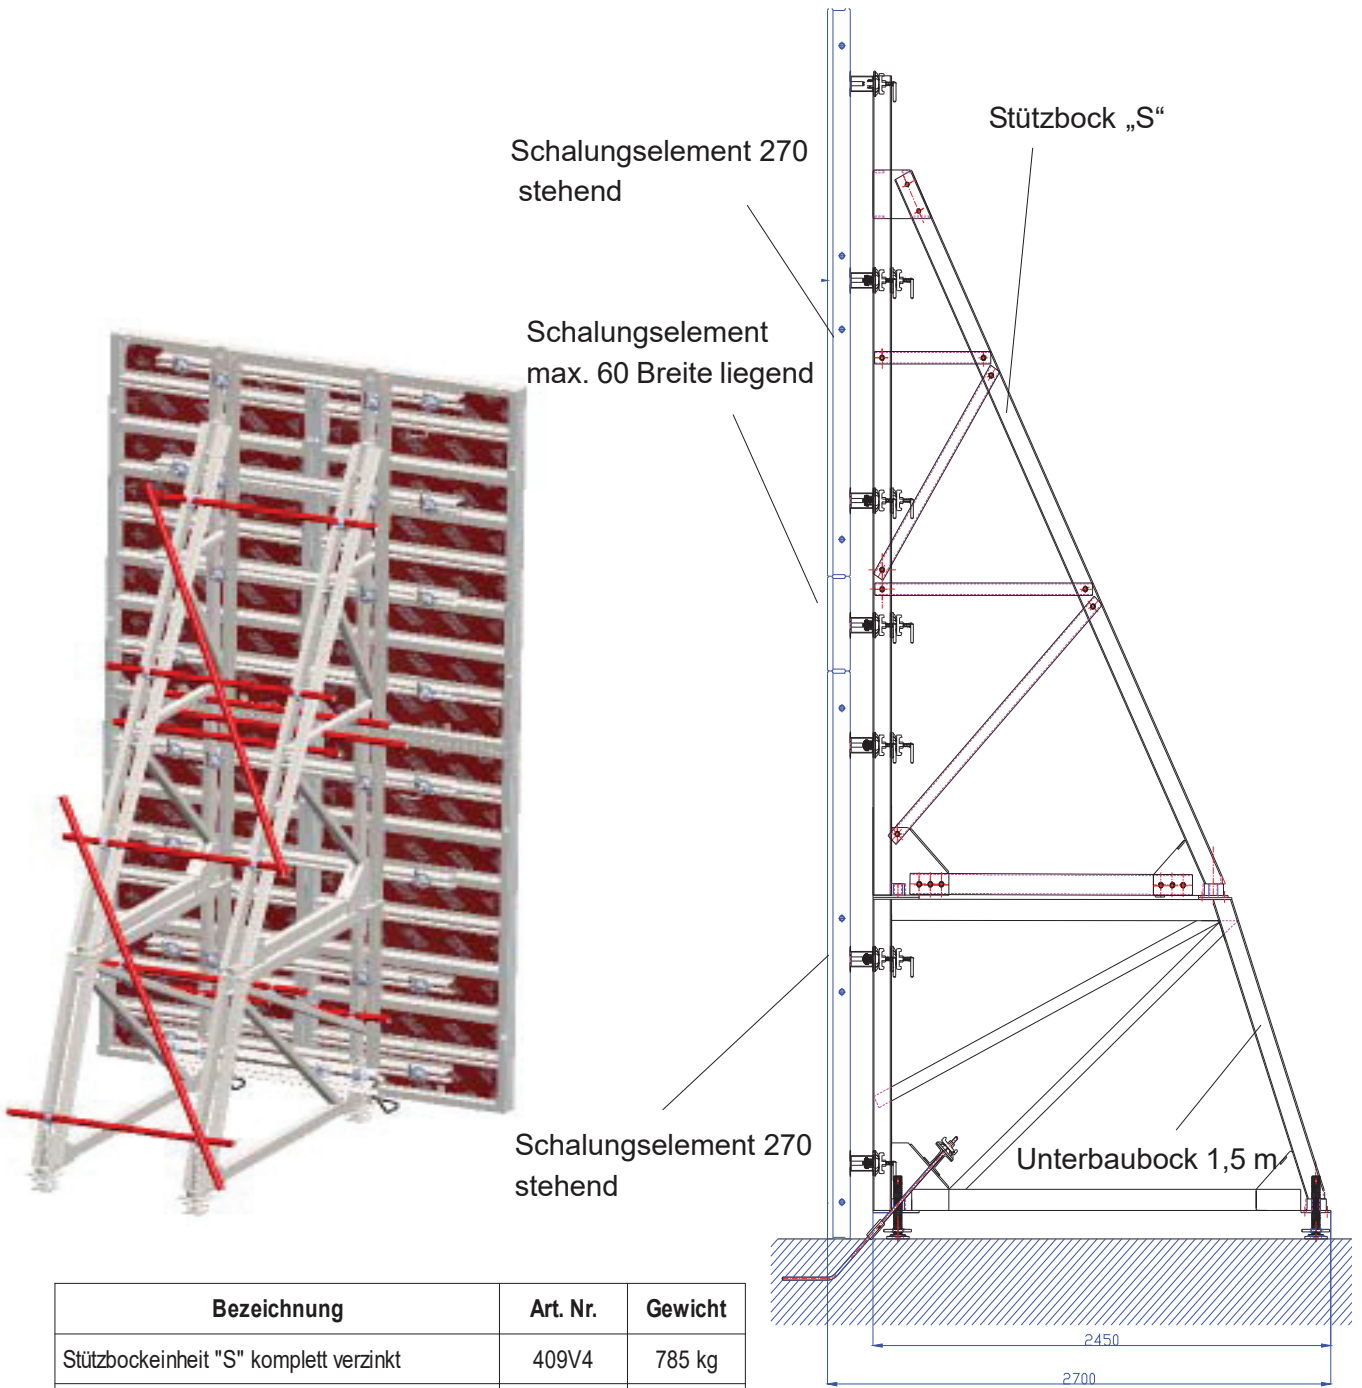 Stützbock „S“
Schalungselement 270
stehend
Schalungselement
max. 60 Breite liegend
Schalungselement 270
stehend
Unterbaubock 1,5 m
2450
2700
Bezeichnung Art. Nr. Gewicht
Stützbockeinheit "S" komplett verzinkt 409V4 785 kg